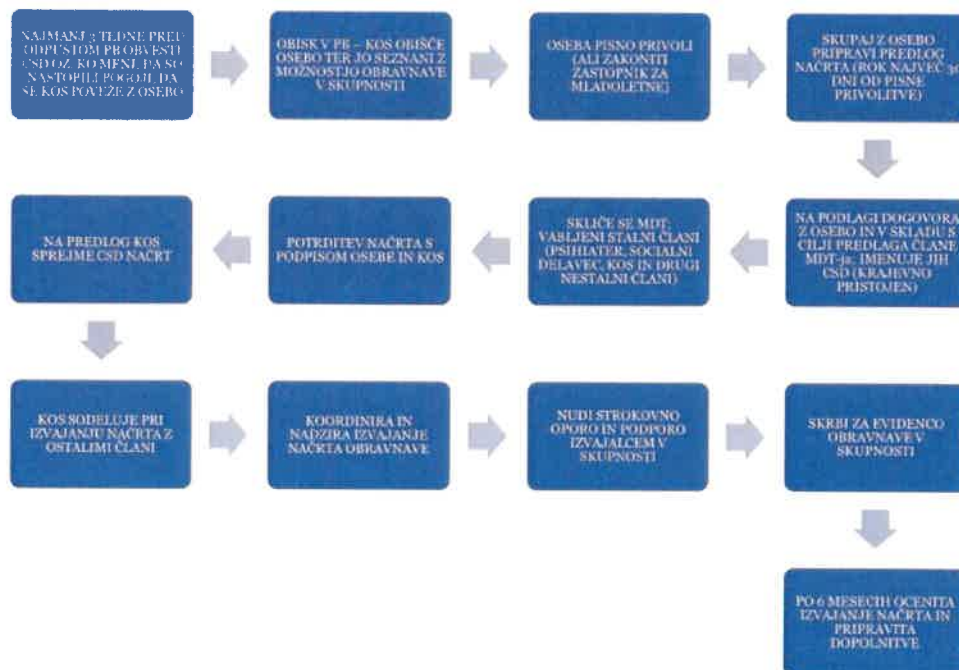 NAJMANJ 3 TEDNE PRED
ODPUSTOM PB OBVESTI
CSD OZ. KO MENI, DA SO
NASTOPILI POGOJI, DA
SE KOS POVEŽE Z OSEBO
OBISK V PB – KOS OBIŠČE
OSEBO TER JO SEZNANI Z
MOŽNOSTJO OBRAVNAVE
V SKUPNOSTI
OSEBA PISNO PRIVOLI
(ALI ZAKONITI
ZASTOPNIK ZA
MLADOLETNE)
SKUPAJ Z OSEBO
PRIPRAVI PREDLOG
NAČRTA (ROK NAJVEČ 30
DNI OD PISNE
PRIVOLITVE)
NA PODLAGI DOGOVORA
Z OSEBO IN V SKLADU S
CILJI PREDLAGA ČLANE
MDT-ja; IMENUJE JIH
CSD (KRAJEVNO
PRISTOJEN)
SKLIČE SE MDT:
VABLJENI STALNI ČLANI
(PSIHIATER, SOCIALNI
DELAVEC, KOS IN DRUGI
NESTALNI ČLANI)
POTRDITEV NAČRTA S
PODPISOM OSEBE IN KOS
NA PREDLOG KOS
SPREJME CSD NAČRT
KOS SODELUJE PRI
IZVAJANJU NAČRTA Z
OSTALIMI ČLANI
KOORDINIRA IN
NADZIRA IZVAJANJE
NAČRTA OBRAVNAVE
NUDI STROKOVNO
OPORO IN PODPORO
IZVAJALCEM V
SKUPNOSTI
SKRBI ZA EVIDENCO
OBRAVNAVE V
SKUPNOSTI
PO 6 MESECIH OCENITA
IZVAJANJE NAČRTA IN
PRIPRAVITA
DOPOLNITVE